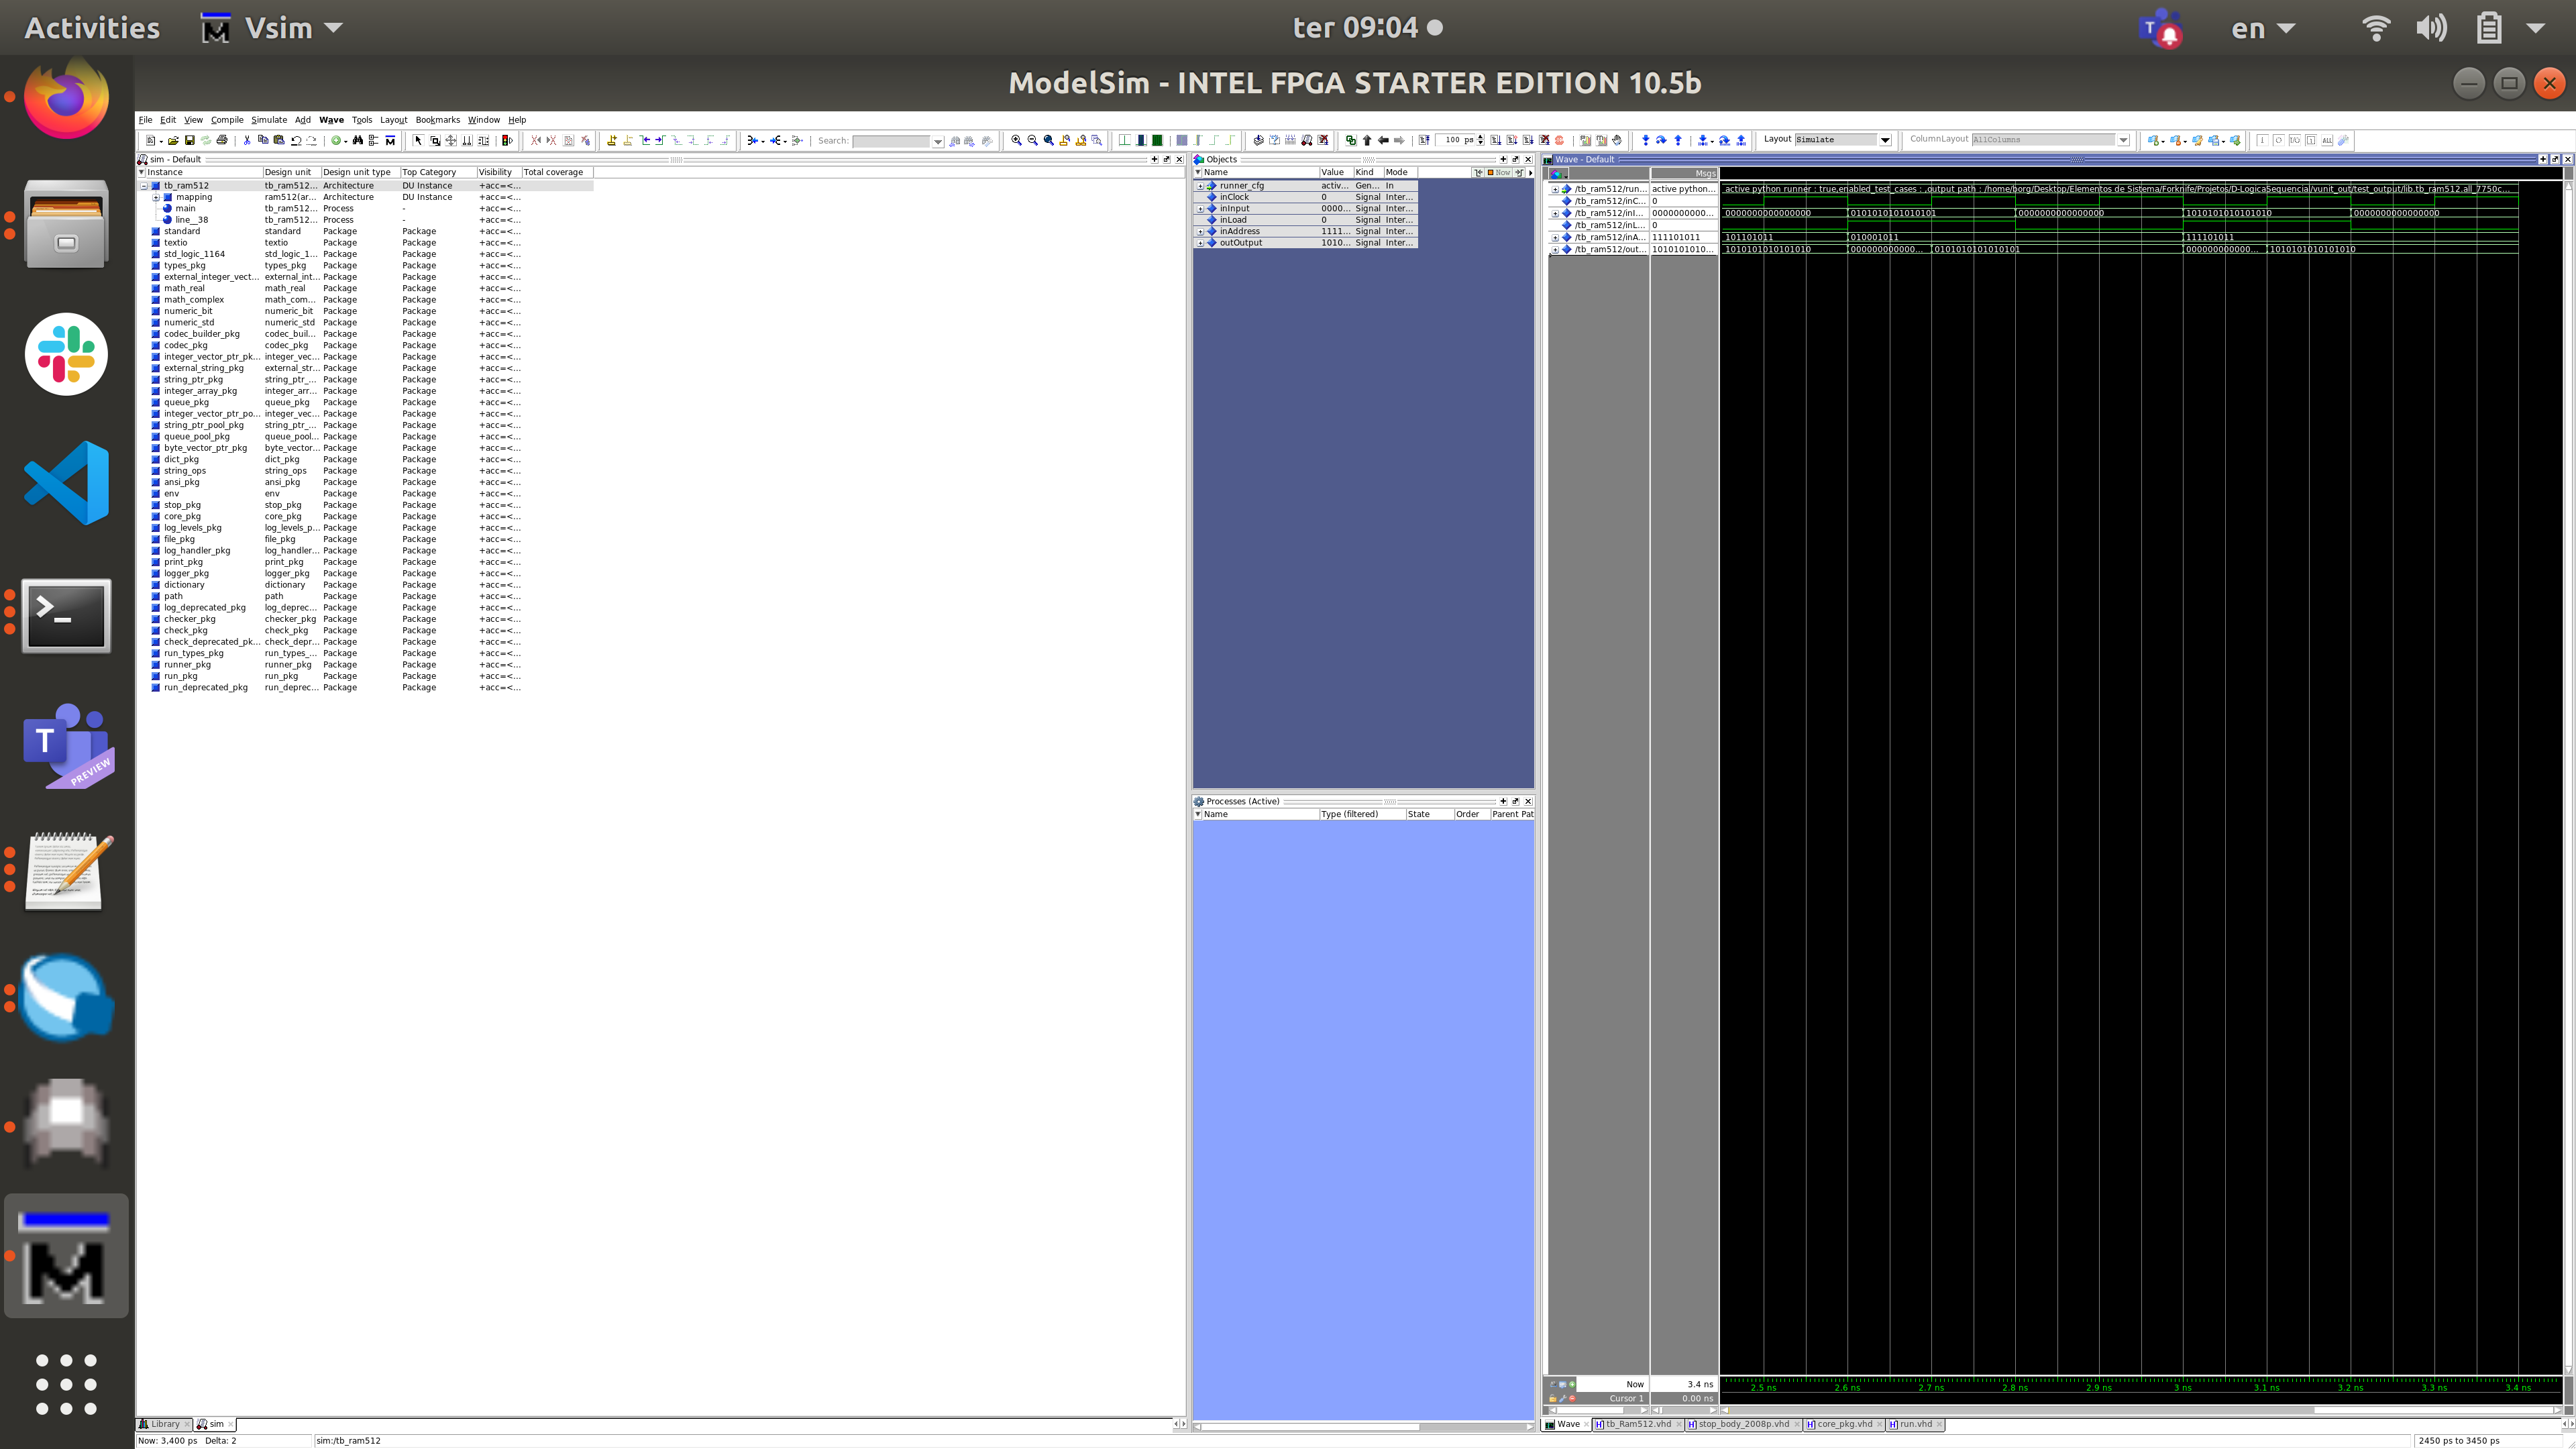 Activities Vsim ter 09:04 en
ModelSim - INTEL FPGA STARTER EDITION 10.5b
File Edit View Compile Simulate Add Wave Tools Layout Bookmarks Window Help
Search: 100 ps Layout Simulate ColumnLayout AllColumns
sim - Default
Instance Design unit Design unit type Top Category Visibility Total coverage
tb_ram512 tb_ram512... Architecture DU Instance +acc=<...
mapping ram512(ar... Architecture DU Instance +acc=<...
main tb_ram512... Process - +acc=<...
line__38 tb_ram512... Process - +acc=<...
standard standard Package Package +acc=<...
textio textio Package Package +acc=<...
std_logic_1164 std_logic_1... Package Package +acc=<...
types_pkg types_pkg Package Package +acc=<...
external_integer_vect... external_int... Package Package +acc=<...
math_real math_real Package Package +acc=<...
math_complex math_com... Package Package +acc=<...
numeric_bit numeric_bit Package Package +acc=<...
numeric_std numeric_std Package Package +acc=<...
codec_builder_pkg codec_buil... Package Package +acc=<...
codec_pkg codec_pkg Package Package +acc=<...
integer_vector_ptr_pk... integer_vec... Package Package +acc=<...
external_string_pkg external_str... Package Package +acc=<...
string_ptr_pkg string_ptr_... Package Package +acc=<...
integer_array_pkg integer_arr... Package Package +acc=<...
queue_pkg queue_pkg Package Package +acc=<...
integer_vector_ptr_po... integer_vec... Package Package +acc=<...
string_ptr_pool_pkg string_ptr_... Package Package +acc=<...
queue_pool_pkg queue_pool... Package Package +acc=<...
byte_vector_ptr_pkg byte_vector... Package Package +acc=<...
dict_pkg dict_pkg Package Package +acc=<...
string_ops string_ops Package Package +acc=<...
ansi_pkg ansi_pkg Package Package +acc=<...
env env Package Package +acc=<...
stop_pkg stop_pkg Package Package +acc=<...
core_pkg core_pkg Package Package +acc=<...
log_levels_pkg log_levels_p... Package Package +acc=<...
file_pkg file_pkg Package Package +acc=<...
log_handler_pkg log_handler... Package Package +acc=<...
print_pkg print_pkg Package Package +acc=<...
logger_pkg logger_pkg Package Package +acc=<...
dictionary dictionary Package Package +acc=<...
path path Package Package +acc=<...
log_deprecated_pkg log_deprec... Package Package +acc=<...
checker_pkg checker_pkg Package Package +acc=<...
check_pkg check_pkg Package Package +acc=<...
check_deprecated_pk... check_depr... Package Package +acc=<...
run_types_pkg run_types_... Package Package +acc=<...
runner_pkg runner_pkg Package Package +acc=<...
run_pkg run_pkg Package Package +acc=<...
run_deprecated_pkg run_deprec... Package Package +acc=<...
Library sim
Now: 3,400 ps Delta: 2 sim:/tb_ram512
Objects
Name Value Kind Mode Now
runner_cfg activ... Gen... In
inClock 0 Signal Inter...
inInput 0000... Signal Inter...
inLoad 0 Signal Inter...
inAddress 1111... Signal Inter...
outOutput 1010... Signal Inter...
Processes (Active)
Name Type (filtered) State Order Parent Pat
Wave - Default
Msgs
/tb_ram512/run... active python... active python runner : true,enabled_test_cases : ,output path : /home/borg/Desktop/Elementos de Sistema/Forknife/Projetos/D-LogicaSequencial/vunit_out/test_output/lib.tb_ram512.all_7750c...
/tb_ram512/inC... 0
/tb_ram512/inI... 0000000000... 0000000000000000 0101010101010101 0000000000000000 1010101010101010 0000000000000000
/tb_ram512/inL... 0
/tb_ram512/inA... 111101011 101101011 010001011 111101011
/tb_ram512/out... 1010101010... 1010101010101010 000000000000... 0101010101010101 000000000000... 1010101010101010
Now 3.4 ns 2.5 ns 2.6 ns 2.7 ns 2.8 ns 2.9 ns 3 ns 3.1 ns 3.2 ns 3.3 ns 3.4 ns
Cursor 1 0.00 ns
Wave tb_Ram512.vhd stop_body_2008p.vhd core_pkg.vhd run.vhd
2450 ps to 3450 ps
T PREVIEW